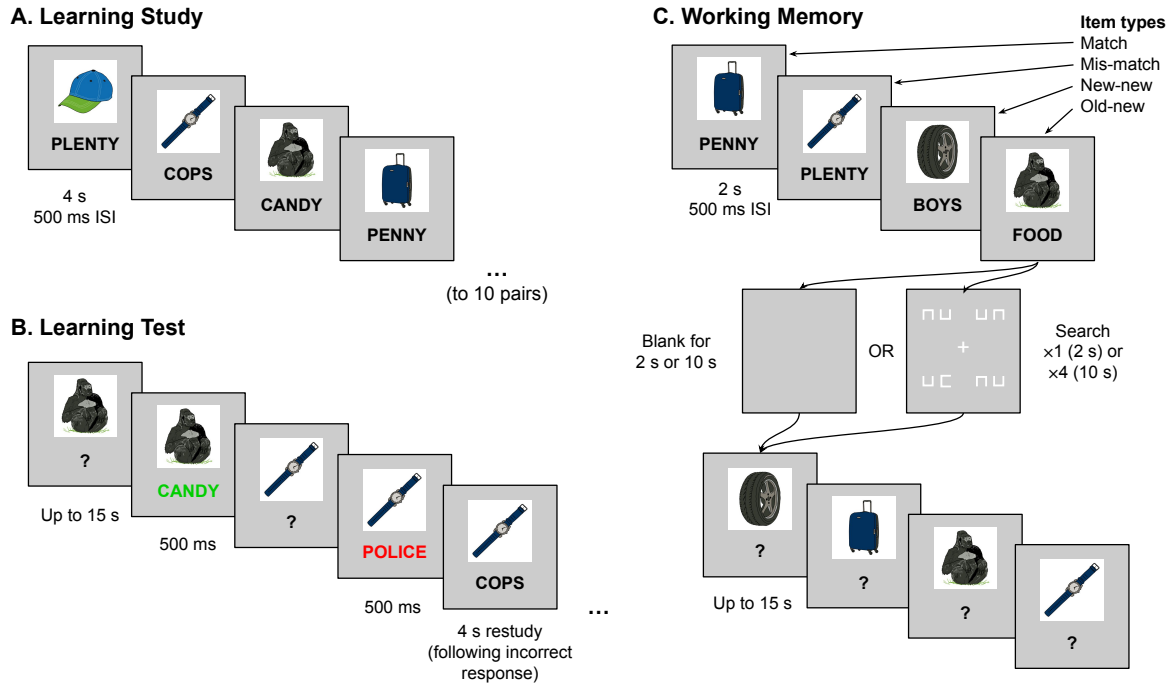 A. Learning Study
PLENTY
COPS
CANDY
PENNY
4 s
500 ms ISI
...
(to 10 pairs)
B. Learning Test
?
CANDY
?
POLICE
COPS
Up to 15 s
500 ms
500 ms
4 s restudy
(following incorrect
response)
...
C. Working Memory
Item types
Match
Mis-match
New-new
Old-new
PENNY
PLENTY
BOYS
FOOD
2 s
500 ms ISI
Blank for
2 s or 10 s
OR
Search
×1 (2 s) or
×4 (10 s)
?
?
?
?
Up to 15 s